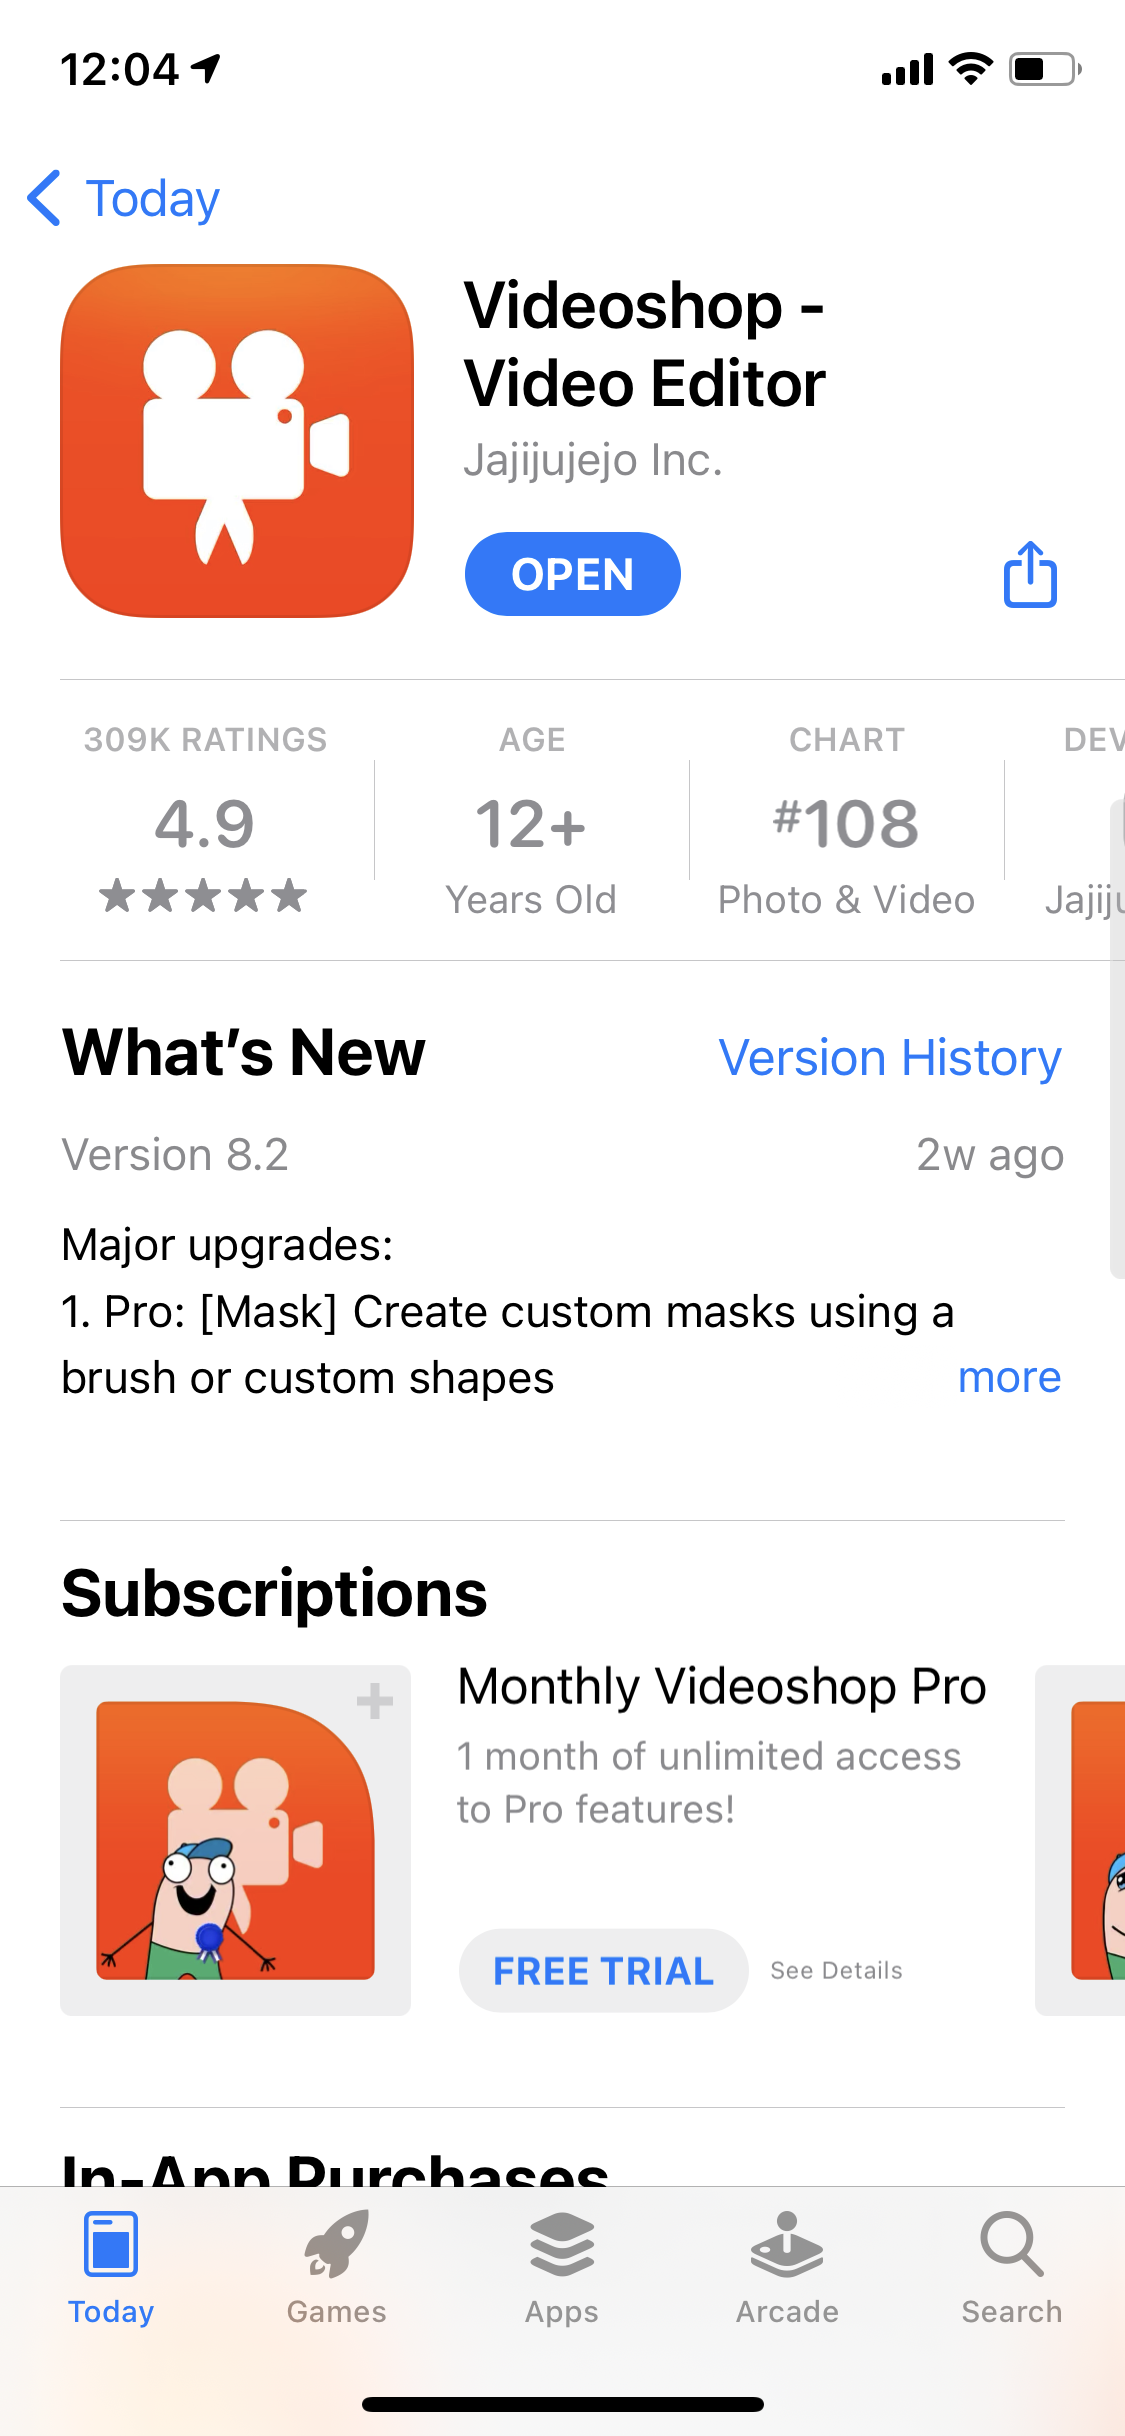 12:04
Today
Videoshop -
Video Editor
Jajijujejo Inc.
OPEN
309K RATINGS
4.9
AGE
12+
Years Old
CHART
#108
Photo & Video
DEV
Jajiju
What's New
Version History
Version 8.2
2w ago
Major upgrades:
1. Pro: [Mask] Create custom masks using a
brush or custom shapes
more
Subscriptions
Monthly Videoshop Pro
1 month of unlimited access
to Pro features!
FREE TRIAL
See Details
In-App Purchases
Today
Games
Apps
Arcade
Search